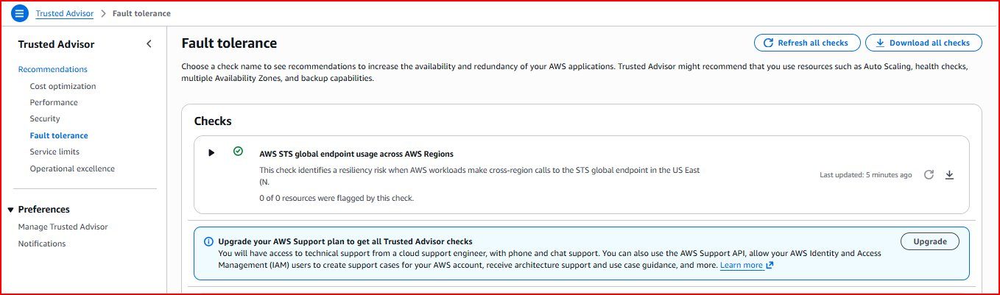 Trusted Advisor > Fault tolerance
Trusted Advisor
Recommendations
Cost optimization
Performance
Security
Fault tolerance
Service limits
Operational excellence
Preferences
Manage Trusted Advisor
Notifications
Fault tolerance
Refresh all checks
Download all checks
Choose a check name to see recommendations to increase the availability and redundancy of your AWS applications. Trusted Advisor might recommend that you use resources such as Auto Scaling, health checks,
multiple Availability Zones, and backup capabilities.
Checks
AWS STS global endpoint usage across AWS Regions
This check identifies a resiliency risk when AWS workloads make cross-region calls to the STS global endpoint in the US East
(N.
0 of 0 resources were flagged by this check.
Last updated: 5 minutes ago
Upgrade your AWS Support plan to get all Trusted Advisor checks
You will have access to technical support from a cloud support engineer, with phone and chat support. You can also use the AWS Support API, allow your AWS Identity and Access
Management (IAM) users to create support cases for your AWS account, receive architecture support and use case guidance, and more. Learn more
Upgrade